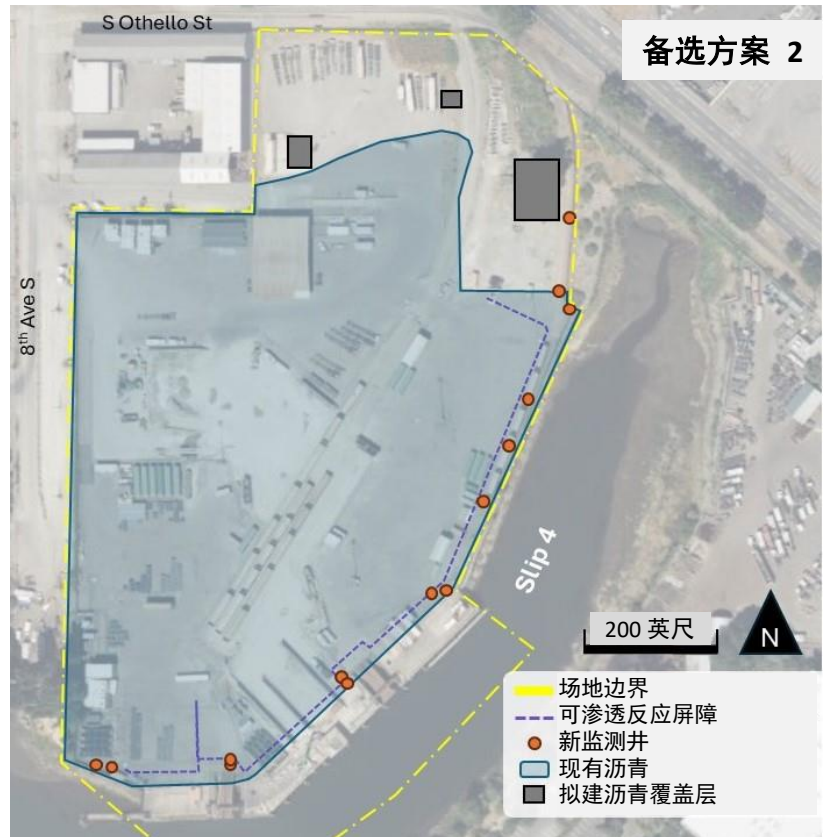 S Othello St
备选方案 2
8th Ave S
Slip 4
200 英尺
N
场地边界
可渗透反应屏障
新监测井
现有沥青
拟建沥青覆盖层